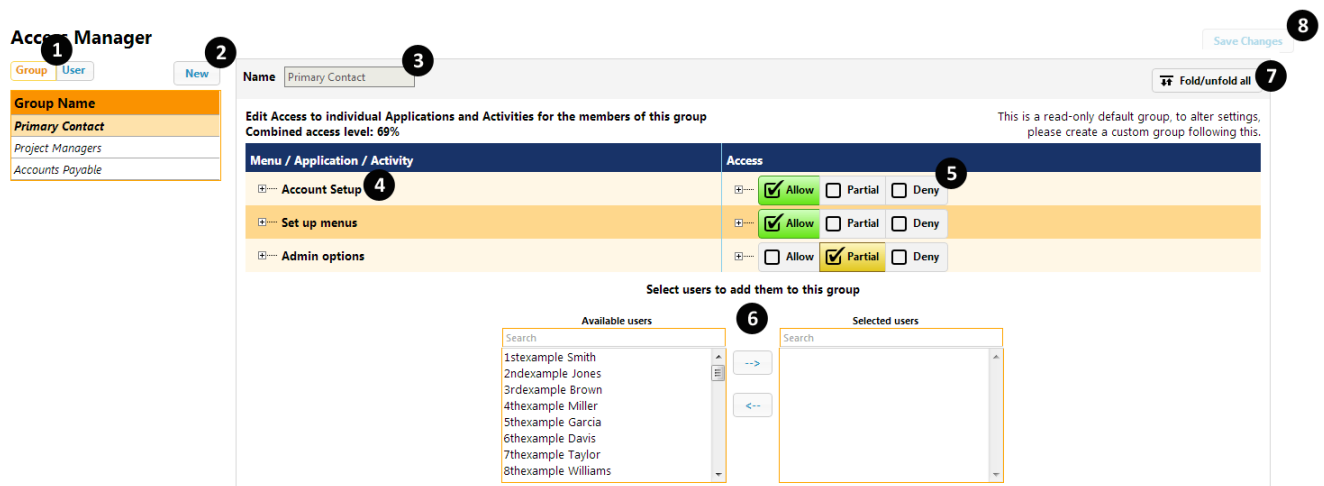 8
Access Manager
1
2
3
Save Changes
Group User
New
Name Primary Contact
7
Fold/unfold all
Group Name
Primary Contact
Project Managers
Accounts Payable
Edit Access to individual Applications and Activities for the members of this group
Combined access level: 69%
This is a read-only default group, to alter settings,
please create a custom group following this.
Menu / Application / Activity Access
Account Setup 4 Allow Partial Deny 5
Set up menus Allow Partial Deny
Admin options Allow Partial Deny
Select users to add them to this group
Available users 6 Selected users
Search Search
1stexample Smith
2ndexample Jones
3rdexample Brown
4thexample Miller
5thexample Garcia
6thexample Davis
7thexample Taylor
8thexample Williams
-->
<--